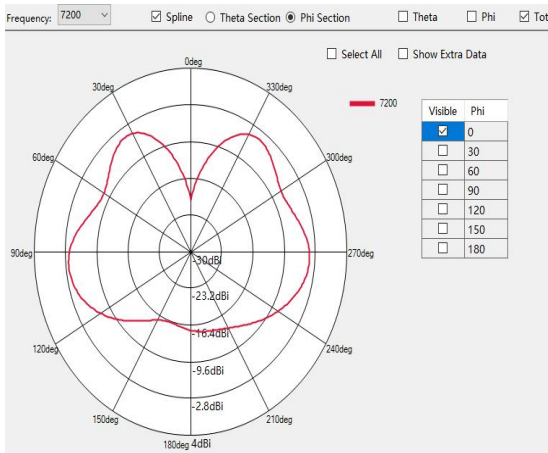 Frequency: 7200 Spline Theta Section Phi Section Theta Phi Tot
Select All Show Extra Data
0deg
30deg
330deg
7200
Visible Phi
0
30
60
90
120
150
180
60deg
300deg
90deg
270deg
-30dBi
-23.2dBi
-16.4dBi
120deg
240deg
-9.6dBi
-2.8dBi
150deg
210deg
180deg 4dBi